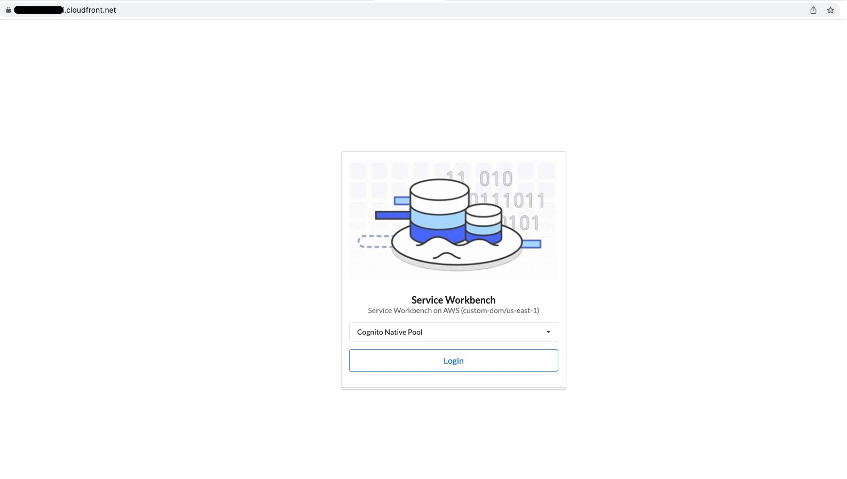 l.cloudfront.net
11 010
0111011
0101
Service Workbench
Service Workbench on AWS (custom-dom/us-east-1)
Cognito Native Pool
Login